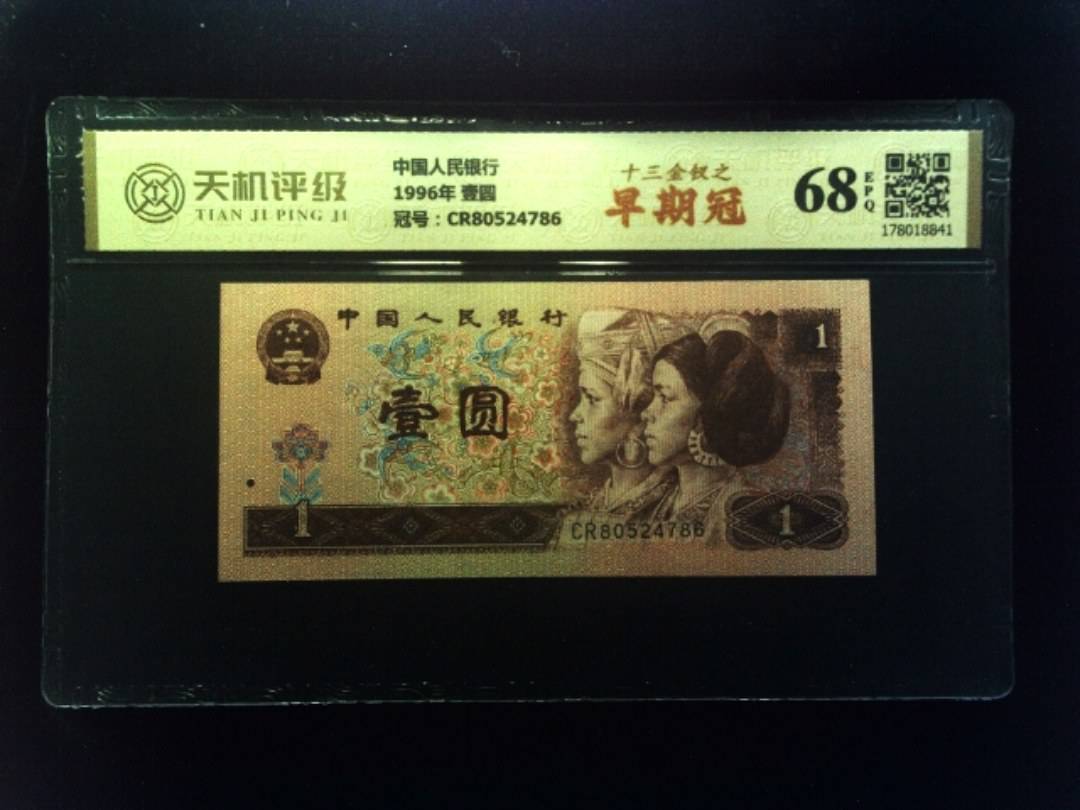 天机评级
TIAN JI PING JI
中国人民银行
1996年 壹圆
冠号：CR80524786
十三金钗之
早期冠
68
EPQ
178018841
中国人民银行
壹圆
1
1
CR80524786
1